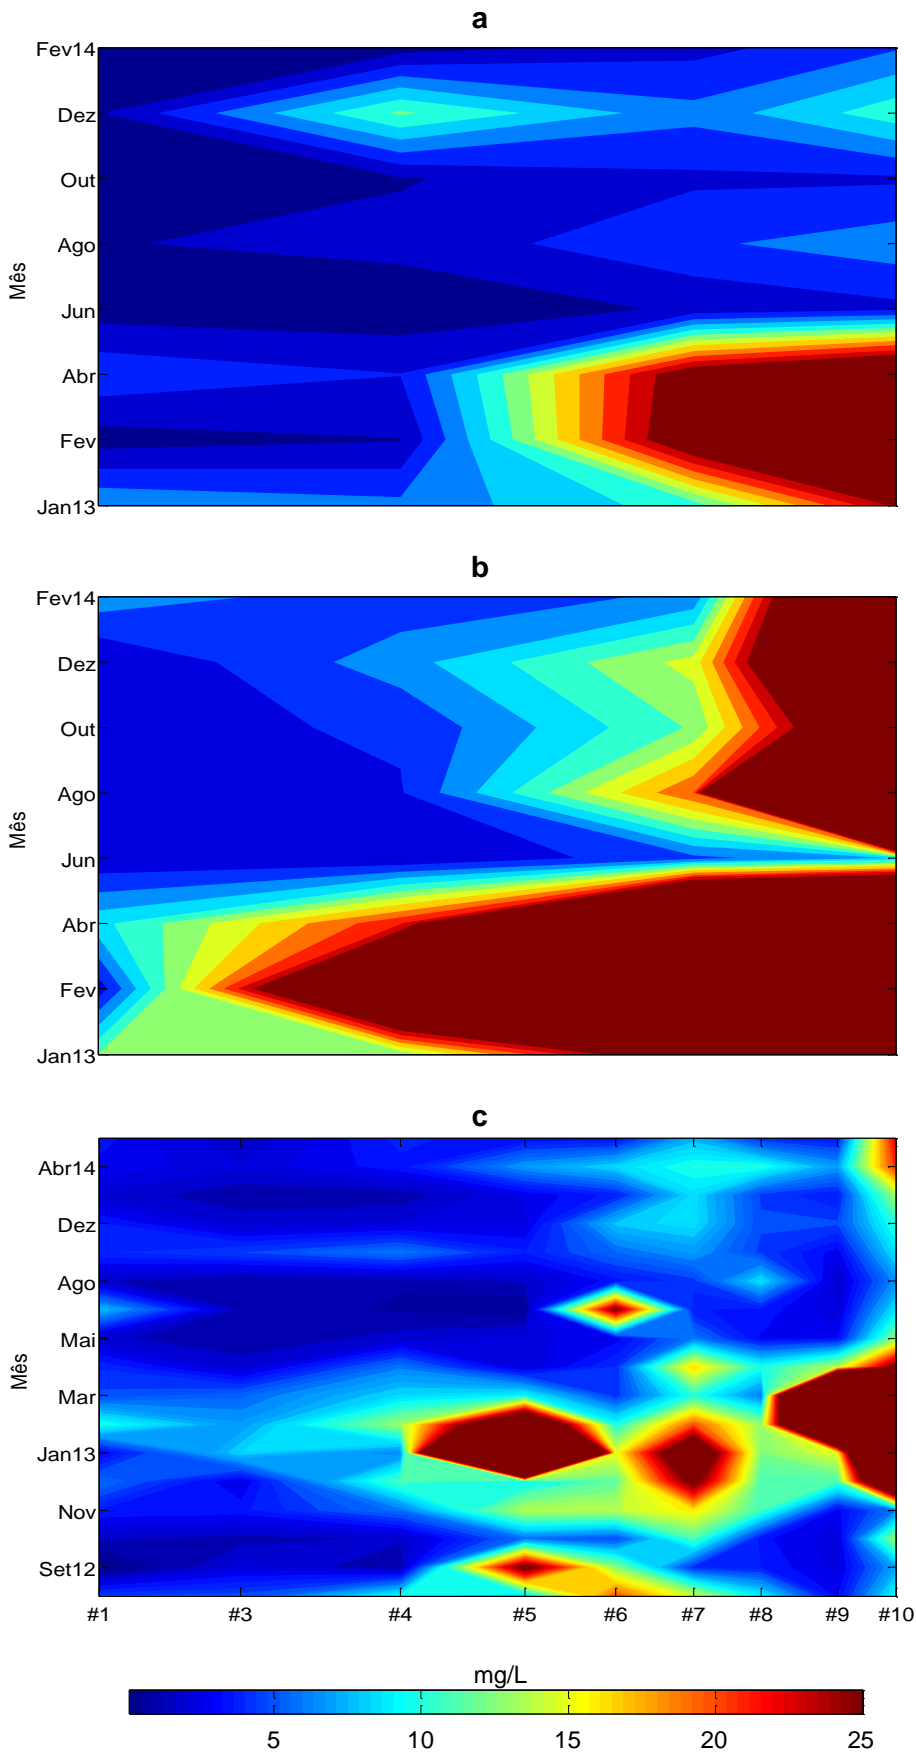 a
Fev14
Dez
Out
Ago
Jun
Abr
Fev
Jan13
Mês
b
Fev14
Dez
Out
Ago
Jun
Abr
Fev
Jan13
Mês
c
Abr14
Dez
Ago
Mai
Mar
Jan13
Nov
Set12
Mês
#1 #3 #4 #5 #6 #7 #8 #9 #10
mg/L
5 10 15 20 25